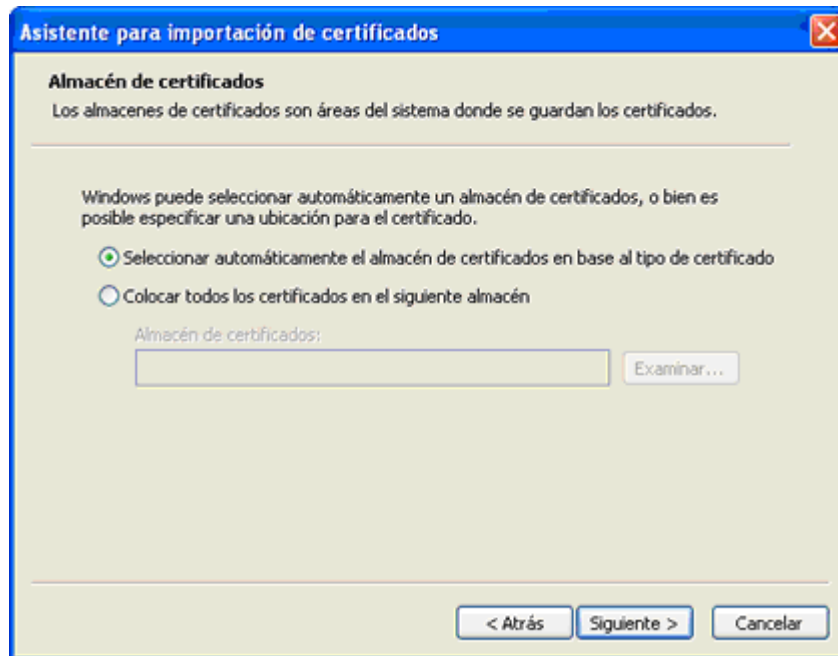 Asistente para importación de certificados
Almacén de certificados
Los almacenes de certificados son áreas del sistema donde se guardan los certificados.
Windows puede seleccionar automáticamente un almacén de certificados, o bien es
posible especificar una ubicación para el certificado.
Seleccionar automáticamente el almacén de certificados en base al tipo de certificado
Colocar todos los certificados en el siguiente almacén
Almacén de certificados:
Examinar...
< Atrás
Siguiente >
Cancelar